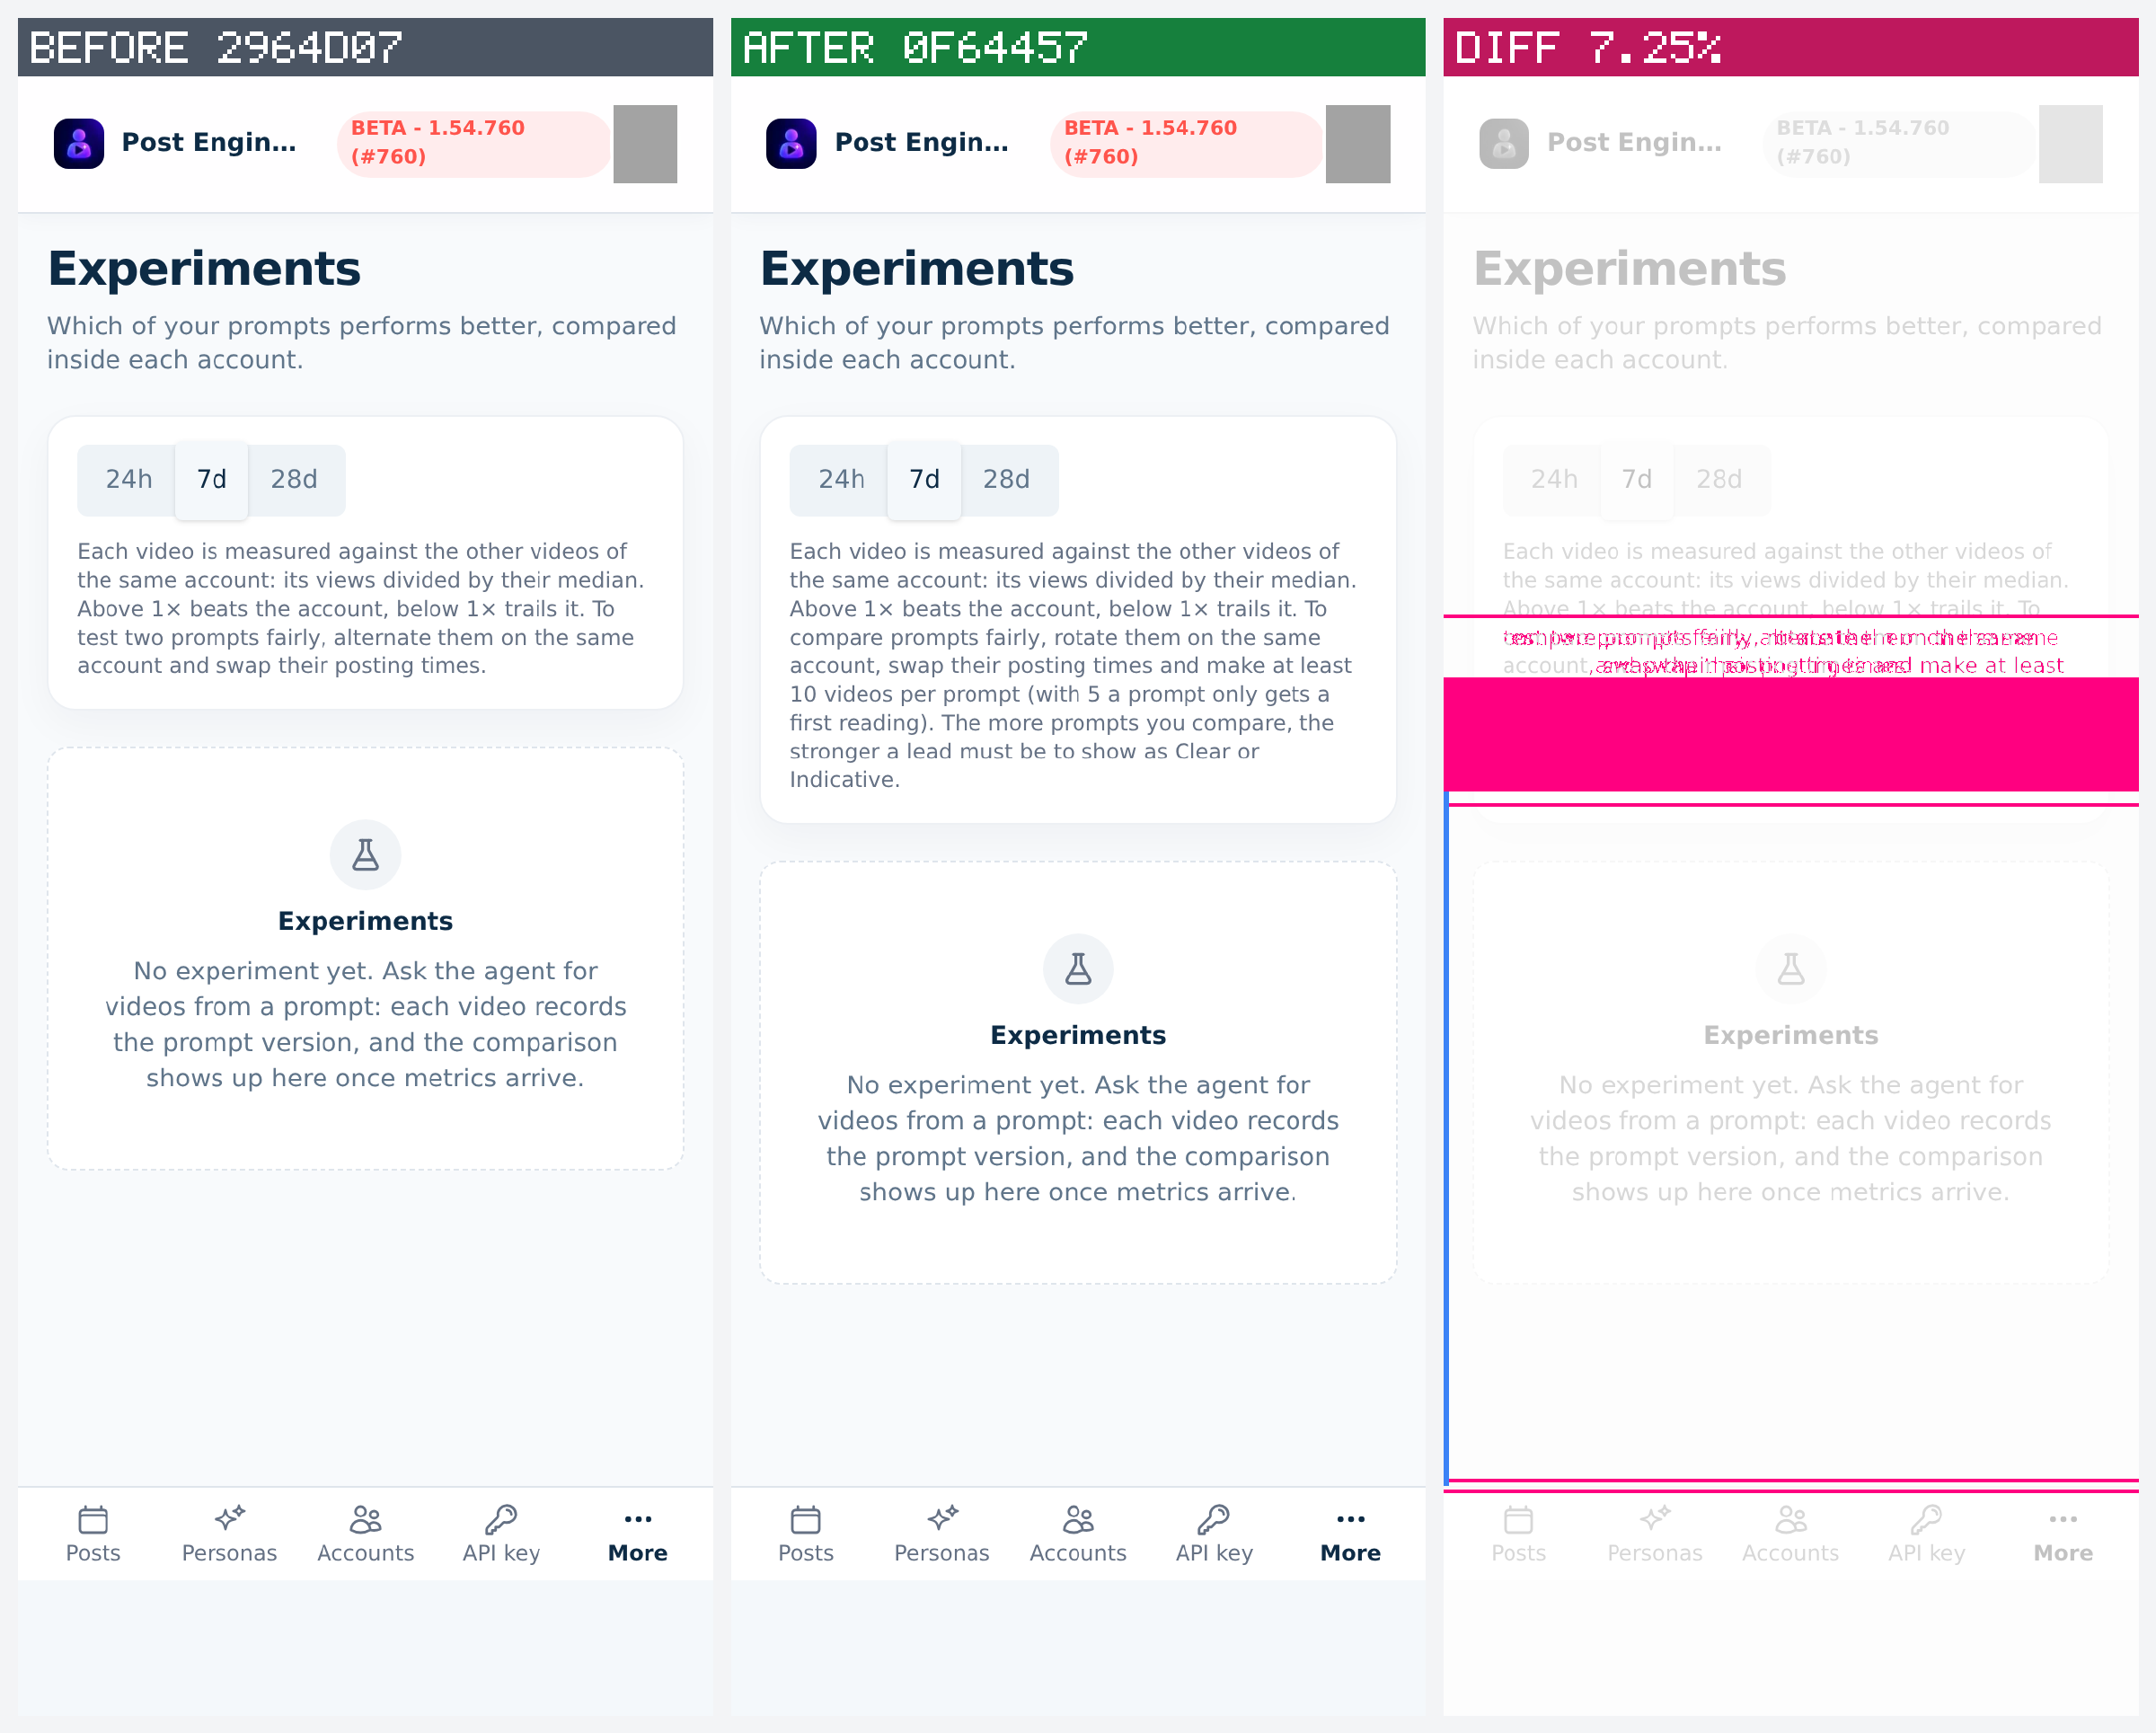 BEFORE 2964D07
Post Engin...
BETA - 1.54.760
(#760)
Experiments
Which of your prompts performs better, compared
inside each account.
24h 7d 28d
Each video is measured against the other videos of
the same account: its views divided by their median.
Above 1× beats the account, below 1× trails it. To
test two prompts fairly, alternate them on the same
account and swap their posting times.
Experiments
No experiment yet. Ask the agent for
videos from a prompt: each video records
the prompt version, and the comparison
shows up here once metrics arrive.
Posts Personas Accounts API key More
AFTER 0F64457
Post Engin...
BETA - 1.54.760
(#760)
Experiments
Which of your prompts performs better, compared
inside each account.
24h 7d 28d
Each video is measured against the other videos of
the same account: its views divided by their median.
Above 1× beats the account, below 1× trails it. To
compare prompts fairly, rotate them on the same
account, swap their posting times and make at least
10 videos per prompt (with 5 a prompt only gets a
first reading). The more prompts you compare, the
stronger a lead must be to show as Clear or
Indicative.
Experiments
No experiment yet. Ask the agent for
videos from a prompt: each video records
the prompt version, and the comparison
shows up here once metrics arrive.
Posts Personas Accounts API key More
DIFF 7.25%
Post Engin...
BETA - 1.54.760
(#760)
Experiments
Which of your prompts performs better, compared
inside each account.
24h 7d 28d
Each video is measured against the other videos of
the same account: its views divided by their median.
Above 1× beats the account, below 1× trails it. To
account, and make at least
Experiments
No experiment yet. Ask the agent for
videos from a prompt: each video records
the prompt version, and the comparison
shows up here once metrics arrive.
Posts Personas Accounts API key More